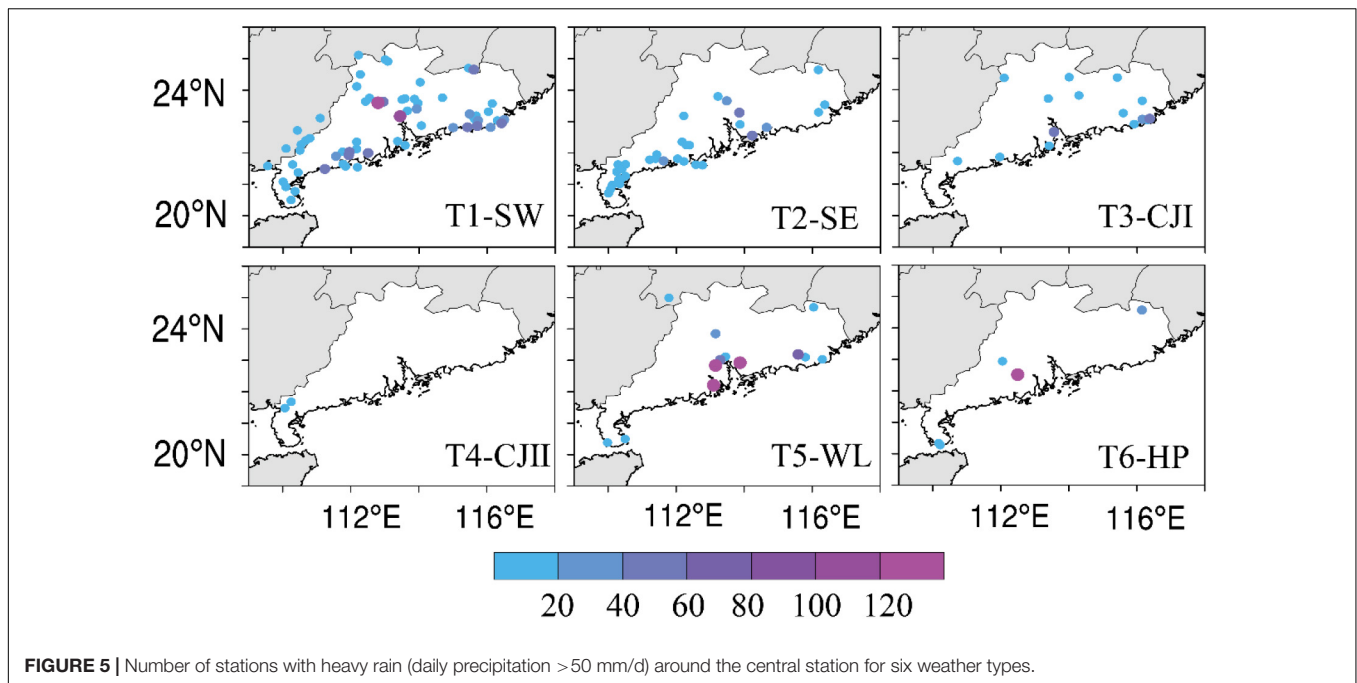 24°N
20°N
T1-SW
T2-SE
T3-CJI
24°N
20°N
T4-CJII
T5-WL
T6-HP
112°E 116°E 112°E 116°E 112°E 116°E
20 40 60 80 100 120
FIGURE 5 | Number of stations with heavy rain (daily precipitation >50 mm/d) around the central station for six weather types.